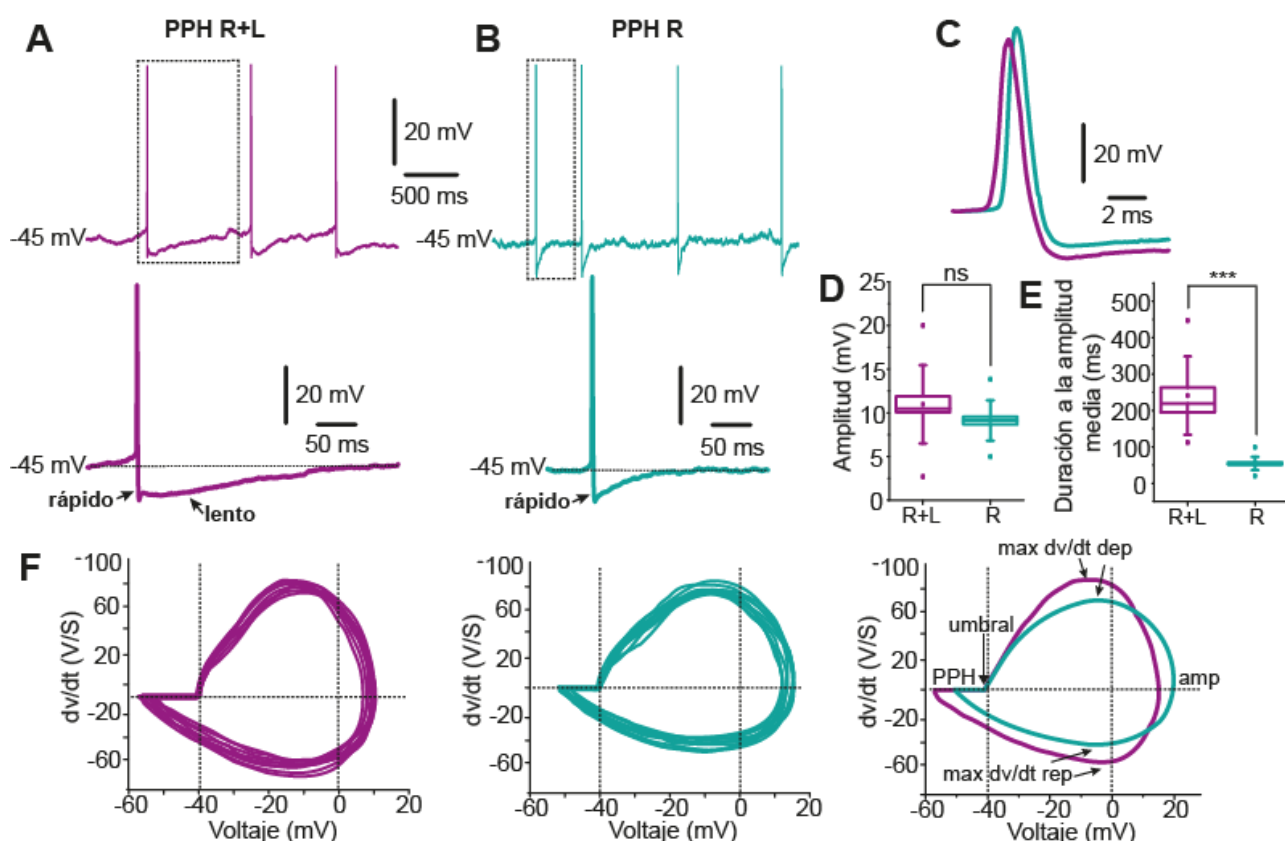 A
PPH R+L
20 mV
500 ms
-45 mV
20 mV
50 ms
-45 mV
rápido
lento
B
PPH R
-45 mV
20 mV
50 ms
-45 mV
rápido
C
20 mV
2 ms
D
ns
Amplitud (mV)
25
20
15
10
5
0
R+L
R
E
***
Duración a la amplitud
media (ms)
500
400
300
200
100
0
R+L
R
F
dv/dt (V/S)
-100
60
20
-20
-60
-60
-40
-20
0
20
Voltaje (mV)
dv/dt (V/S)
-100
60
20
-20
-60
-60
-40
-20
0
20
Voltaje (mV)
dv/dt (V/S)
-100
60
20
-20
-60
-60
-40
-20
0
20
Voltaje (mV)
max dv/dt dep
umbral
PPH
amp
max dv/dt rep